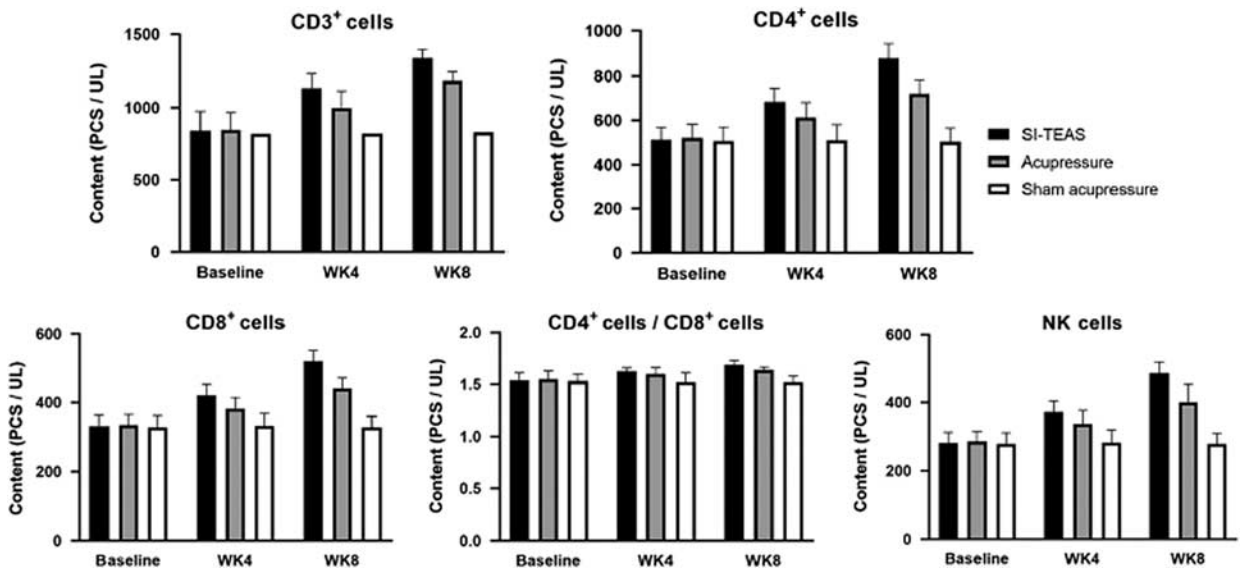 CD3⁺ cells
Content (PCS / UL)
1500
1000
500
0
Baseline WK4 WK8
CD4⁺ cells
Content (PCS / UL)
1000
800
600
400
200
0
Baseline WK4 WK8
SI-TEAS
Acupressure
Sham acupressure
CD8⁺ cells
Content (PCS / UL)
600
400
200
0
Baseline WK4 WK8
CD4⁺ cells / CD8⁺ cells
Content (PCS / UL)
2.0
1.5
1.0
0.5
0.0
Baseline WK4 WK8
NK cells
Content (PCS / UL)
600
400
200
0
Baseline WK4 WK8